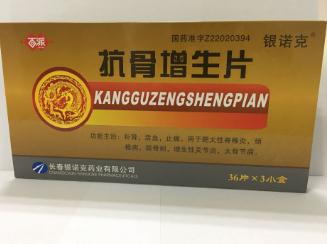 百派
国药准字Z22020394
银诺克
抗骨增生片
KANGGUZENGSHENGPIAN
功能主治：补肾，活血，止痛。用于肥大性脊椎炎，颈
椎病，跟骨刺，增生性关节炎，大骨节病。
长春银诺克药业有限公司
36片×3小盒